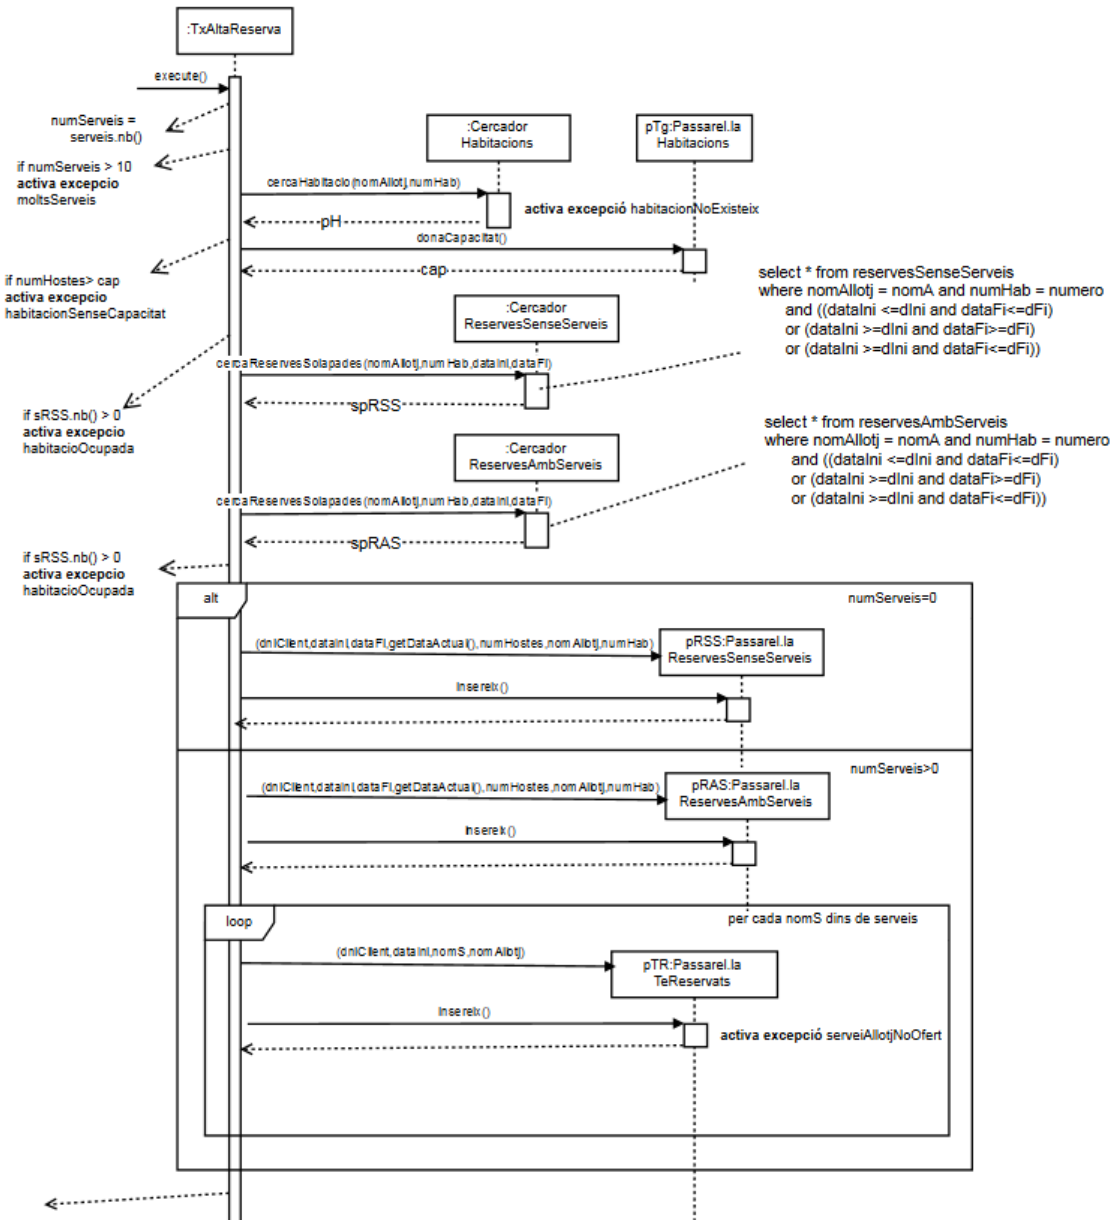 :TxAltaReserva
execute()
numServeis =
serveis.nb()
if numServeis > 10
activa excepcio
moltsServeis
:Cercador
Habitacions
pTg:Passarel.la
Habitacions
cercaHabitacio(nomAllotj,numHab)
activa excepció habitacionNoExisteix
pH
donaCapacitat()
cap
if numHostes> cap
activa excepcio
habitacionSenseCapacitat
select * from reservesSenseServeis
where nomAllotj = nomA and numHab = numero
and ((dataIni <=dIni and dataFi<=dFi)
or (dataIni >=dIni and dataFi>=dFi)
or (dataIni >=dIni and dataFi<=dFi))
:Cercador
ReservesSenseServeis
cercaReservesSolapades(nomAllotj,numHab,dataIni,dataFi)
spRSS
if sRSS.nb() > 0
activa excepcio
habitacioOcupada
select * from reservesAmbServeis
where nomAllotj = nomA and numHab = numero
and ((dataIni <=dIni and dataFi<=dFi)
or (dataIni >=dIni and dataFi>=dFi)
or (dataIni >=dIni and dataFi<=dFi))
:Cercador
ReservesAmbServeis
cercaReservesSolapades(nomAllotj,numHab,dataIni,dataFi)
spRAS
if sRSS.nb() > 0
activa excepcio
habitacioOcupada
alt
numServeis=0
(dniClient,dataIni,dataFi,getDataActual(),numHostes,nomAllotj,numHab)
pRSS:Passarel.la
ReservesSenseServeis
insereix()
numServeis>0
(dniClient,dataIni,dataFi,getDataActual(),numHostes,nomAllotj,numHab)
pRAS:Passarel.la
ReservesAmbServeis
insereix()
loop
per cada nomS dins de serveis
(dniClient,dataIni,nomS,nomAllotj)
pTR:Passarel.la
TeReservats
insereix()
activa excepció serveiAllotjNoOfert